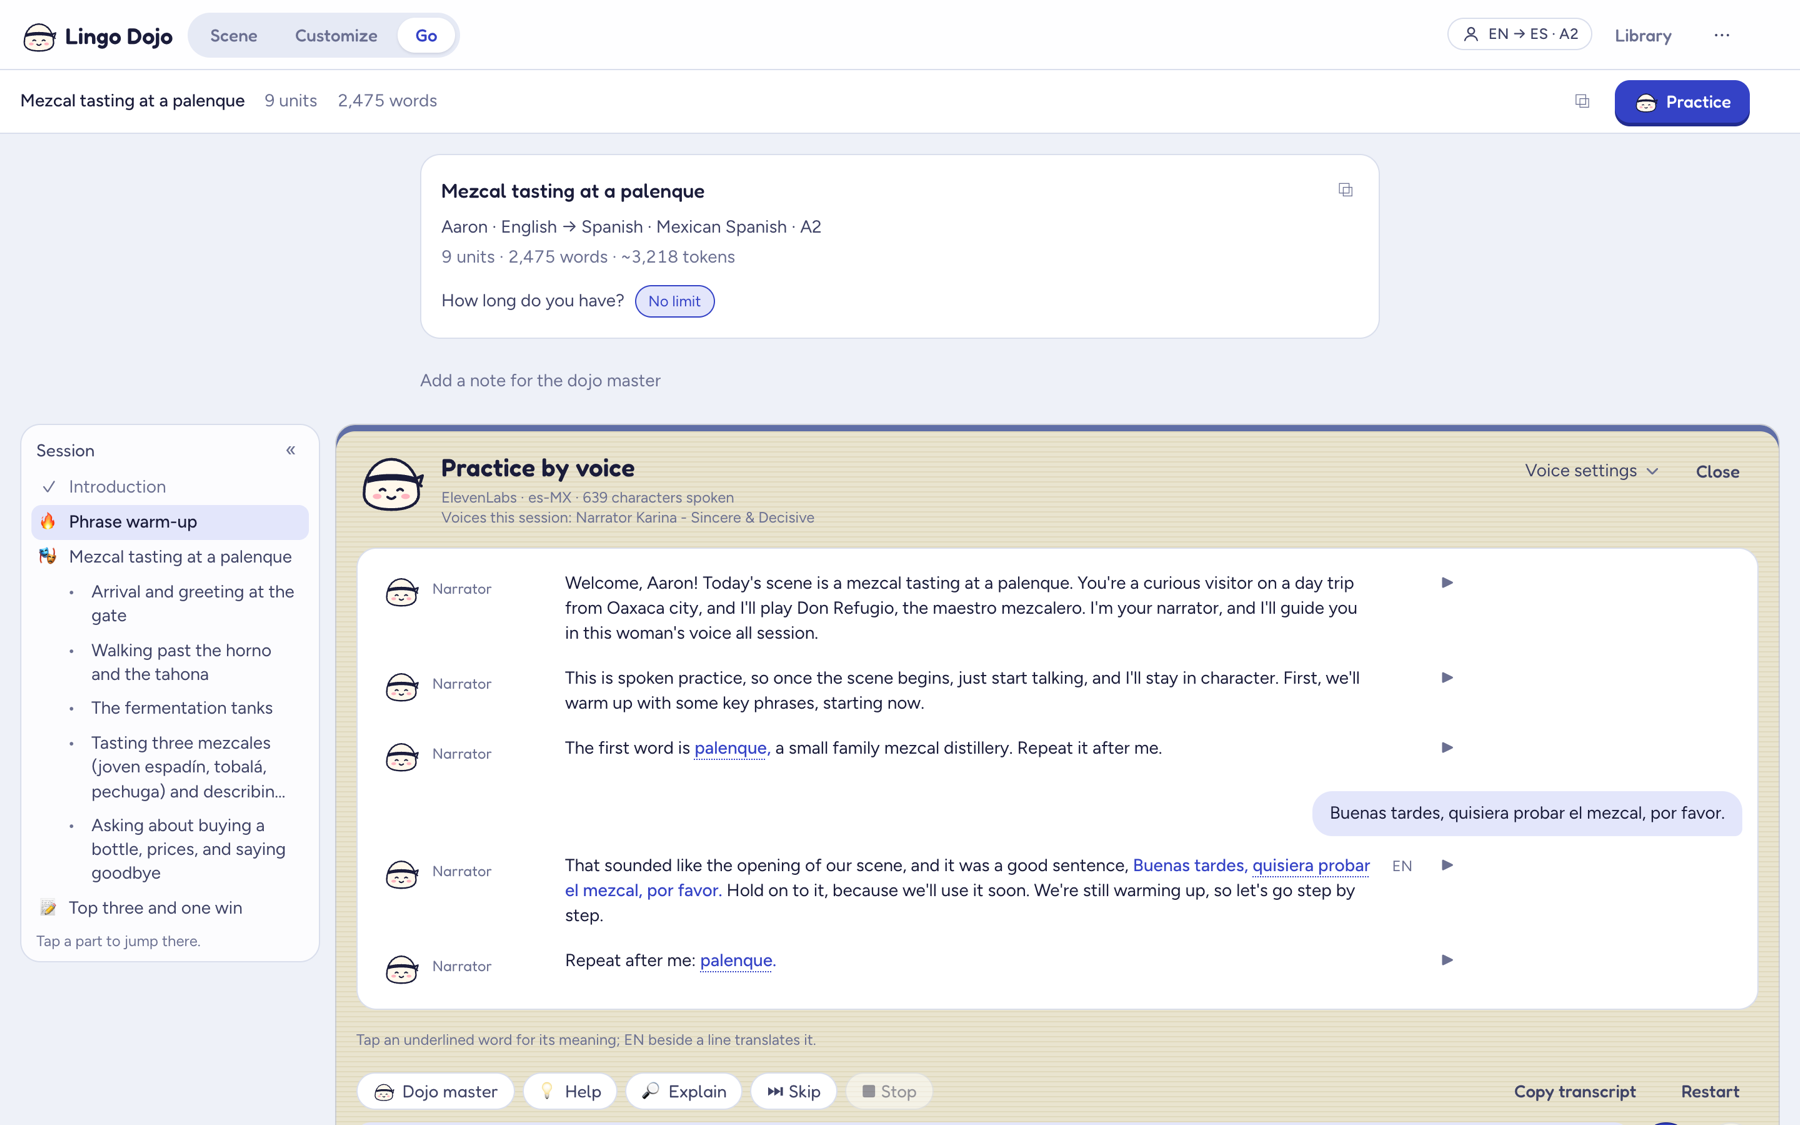 Lingo Dojo
Scene
Customize
Go
EN → ES · A2
Library
···
Mezcal tasting at a palenque
9 units
2,475 words
Practice
Mezcal tasting at a palenque
Aaron · English → Spanish · Mexican Spanish · A2
9 units · 2,475 words · ~3,218 tokens
How long do you have?
No limit
Add a note for the dojo master
Session
«
Introduction
Phrase warm-up
Mezcal tasting at a palenque
• Arrival and greeting at the
gate
• Walking past the horno
and the tahona
• The fermentation tanks
• Tasting three mezcales
(joven espadín, tobalá,
pechuga) and describin...
• Asking about buying a
bottle, prices, and saying
goodbye
Top three and one win
Tap a part to jump there.
Practice by voice
ElevenLabs · es-MX · 639 characters spoken
Voices this session: Narrator Karina - Sincere & Decisive
Voice settings
Close
Narrator
Welcome, Aaron! Today's scene is a mezcal tasting at a palenque. You're a curious visitor on a day trip
from Oaxaca city, and I'll play Don Refugio, the maestro mezcalero. I'm your narrator, and I'll guide you
in this woman's voice all session.
Narrator
This is spoken practice, so once the scene begins, just start talking, and I'll stay in character. First, we'll
warm up with some key phrases, starting now.
Narrator
The first word is palenque, a small family mezcal distillery. Repeat it after me.
Buenas tardes, quisiera probar el mezcal, por favor.
Narrator
That sounded like the opening of our scene, and it was a good sentence, Buenas tardes, quisiera probar
EN
el mezcal, por favor. Hold on to it, because we'll use it soon. We're still warming up, so let's go step by
step.
Narrator
Repeat after me: palenque.
Tap an underlined word for its meaning; EN beside a line translates it.
Dojo master
Help
Explain
Skip
Stop
Copy transcript
Restart